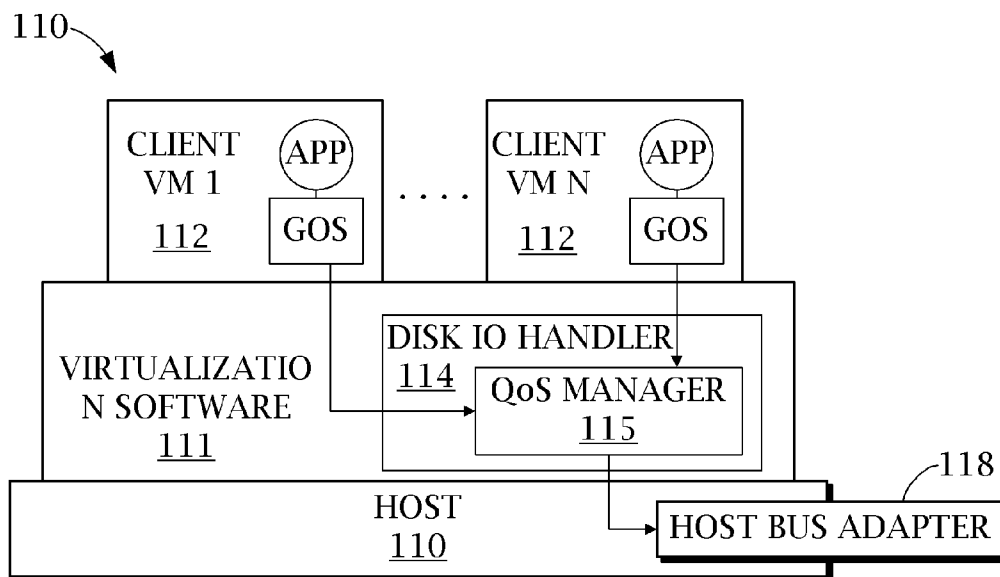 110
CLIENT
VM 1
112
APP
GOS
. . . .
CLIENT
VM N
112
APP
GOS
VIRTUALIZATIO
N SOFTWARE
111
DISK IO HANDLER
114
QoS MANAGER
115
118
HOST
110
HOST BUS ADAPTER